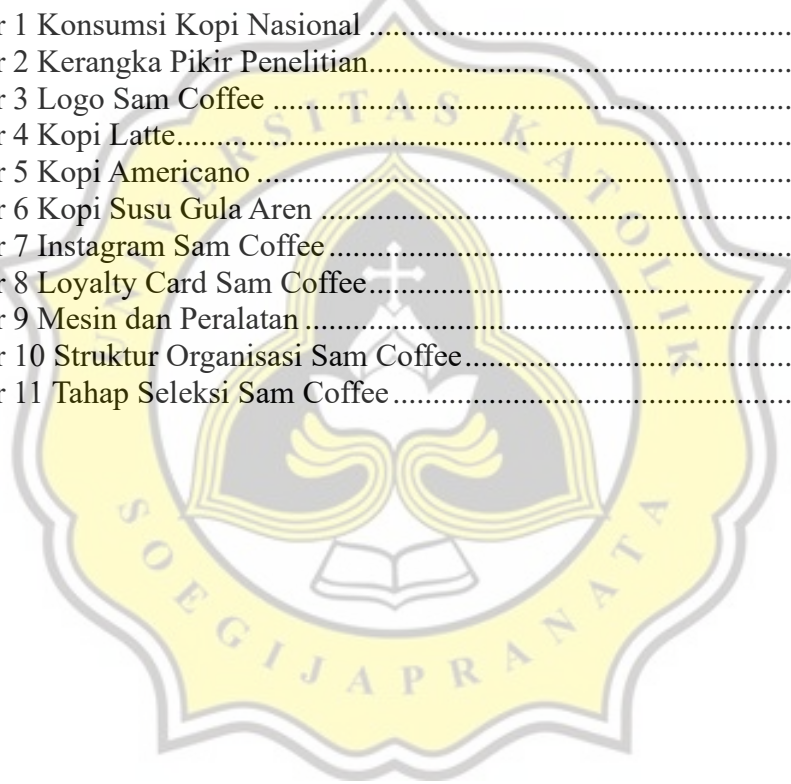 r 1 Konsumsi Kopi Nasional ........................................................
r 2 Kerangka Pikir Penelitian........................................................
r 3 Logo Sam Coffee ........................................................
r 4 Kopi Latte........................................................
r 5 Kopi Americano ........................................................
r 6 Kopi Susu Gula Aren ........................................................
r 7 Instagram Sam Coffee........................................................
r 8 Loyalty Card Sam Coffee........................................................
r 9 Mesin dan Peralatan ........................................................
r 10 Struktur Organisasi Sam Coffee........................................................
r 11 Tahap Seleksi Sam Coffee........................................................
UNIVERSITAS KATOLIK
SOEGIJAPRANATA